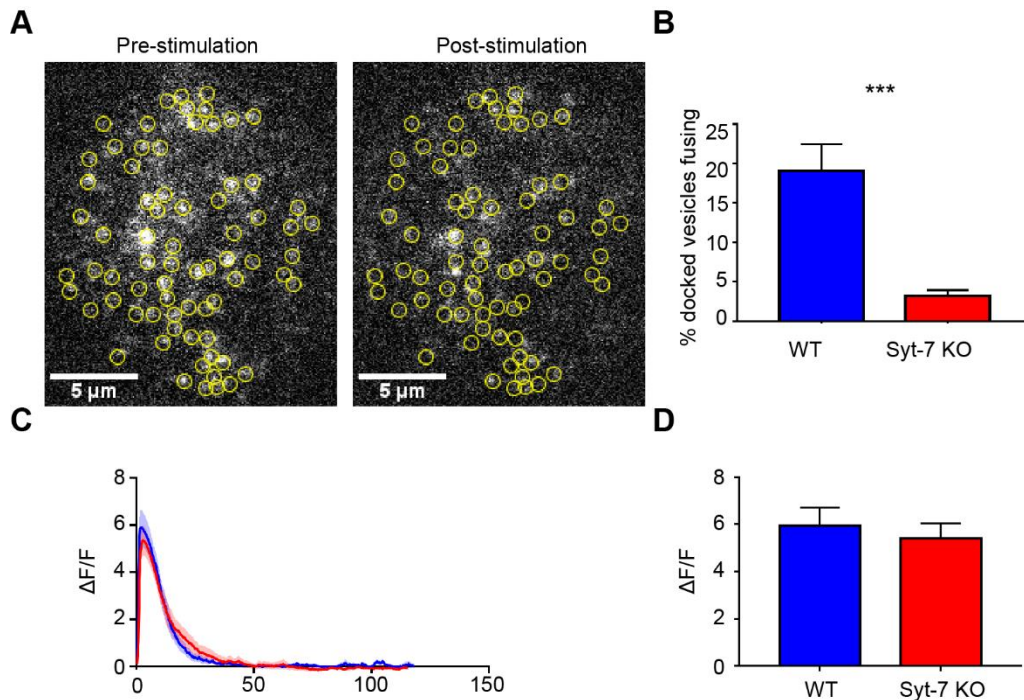 A
Pre-stimulation
Post-stimulation
5 µm
5 µm
B
***
% docked vesicles fusing
25
20
15
10
5
0
WT
Syt-7 KO
C
ΔF/F
8
6
4
2
0
0
50
100
150
D
ΔF/F
8
6
4
2
0
WT
Syt-7 KO